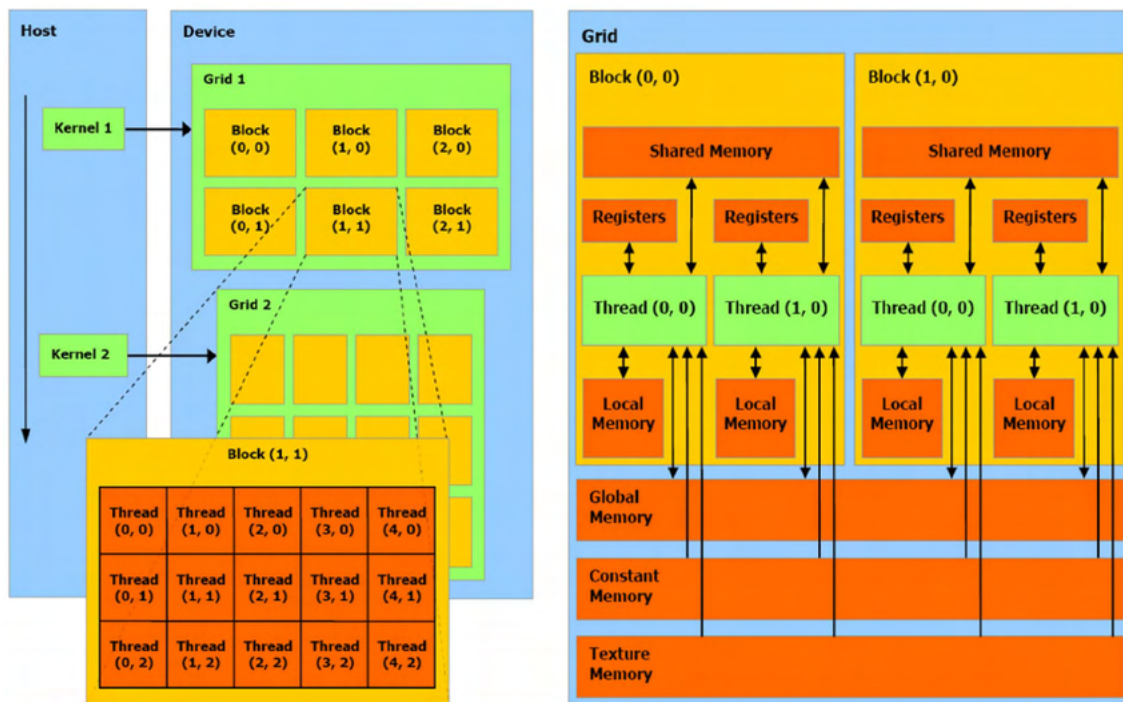 Host
Device
Grid 1
Kernel 1
Block
(0, 0)
Block
(1, 0)
Block
(2, 0)
Block
(0, 1)
Block
(1, 1)
Block
(2, 1)
Grid 2
Kernel 2
Block (1, 1)
Thread
(0, 0)
Thread
(1, 0)
Thread
(2, 0)
Thread
(3, 0)
Thread
(4, 0)
Thread
(0, 1)
Thread
(1, 1)
Thread
(2, 1)
Thread
(3, 1)
Thread
(4, 1)
Thread
(0, 2)
Thread
(1, 2)
Thread
(2, 2)
Thread
(3, 2)
Thread
(4, 2)
Grid
Block (0, 0)
Shared Memory
Registers
Registers
Thread (0, 0)
Thread (1, 0)
Local
Memory
Local
Memory
Block (1, 0)
Shared Memory
Registers
Registers
Thread (0, 0)
Thread (1, 0)
Local
Memory
Local
Memory
Global
Memory
Constant
Memory
Texture
Memory